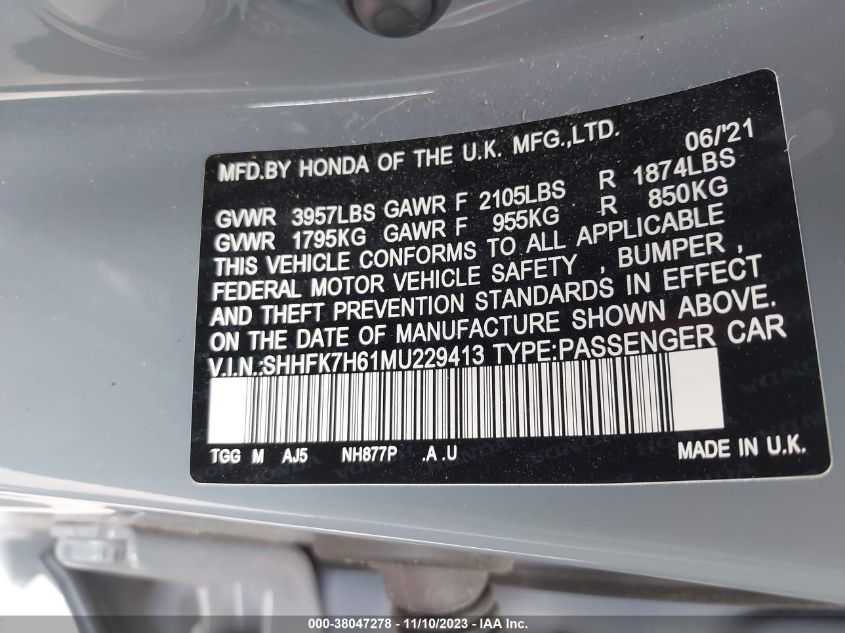 MFD.BY HONDA OF THE U.K. MFG.,LTD. 06/'21
GVWR 3957LBS GAWR F 2105LBS R 1874LBS
GVWR 1795KG GAWR F 955KG R 850KG
THIS VEHICLE CONFORMS TO ALL APPLICABLE
FEDERAL MOTOR VEHICLE SAFETY , BUMPER ,
AND THEFT PREVENTION STANDARDS IN EFFECT
ON THE DATE OF MANUFACTURE SHOWN ABOVE.
V.I.N.:SHHFK7H61MU229413 TYPE:PASSENGER CAR
TGG M AJ5 NH877P .A .U MADE IN U.K.
000-38047278 - 11/10/2023 - IAA Inc.